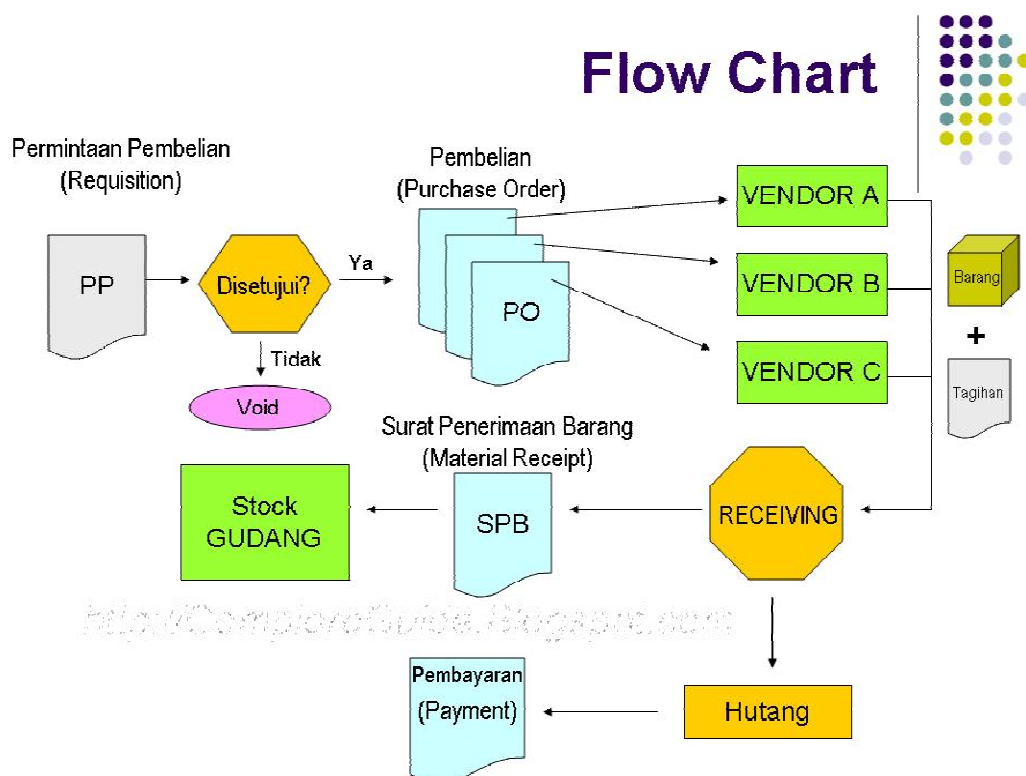 Flow Chart
Permintaan Pembelian
(Requisition)
Pembelian
(Purchase Order)
PP
Disetujui?
Ya
Tidak
Void
PO
VENDOR A
VENDOR B
VENDOR C
Barang
+
Tagihan
Surat Penerimaan Barang
(Material Receipt)
Stock
GUDANG
SPB
RECEIVING
Pembayaran
(Payment)
Hutang